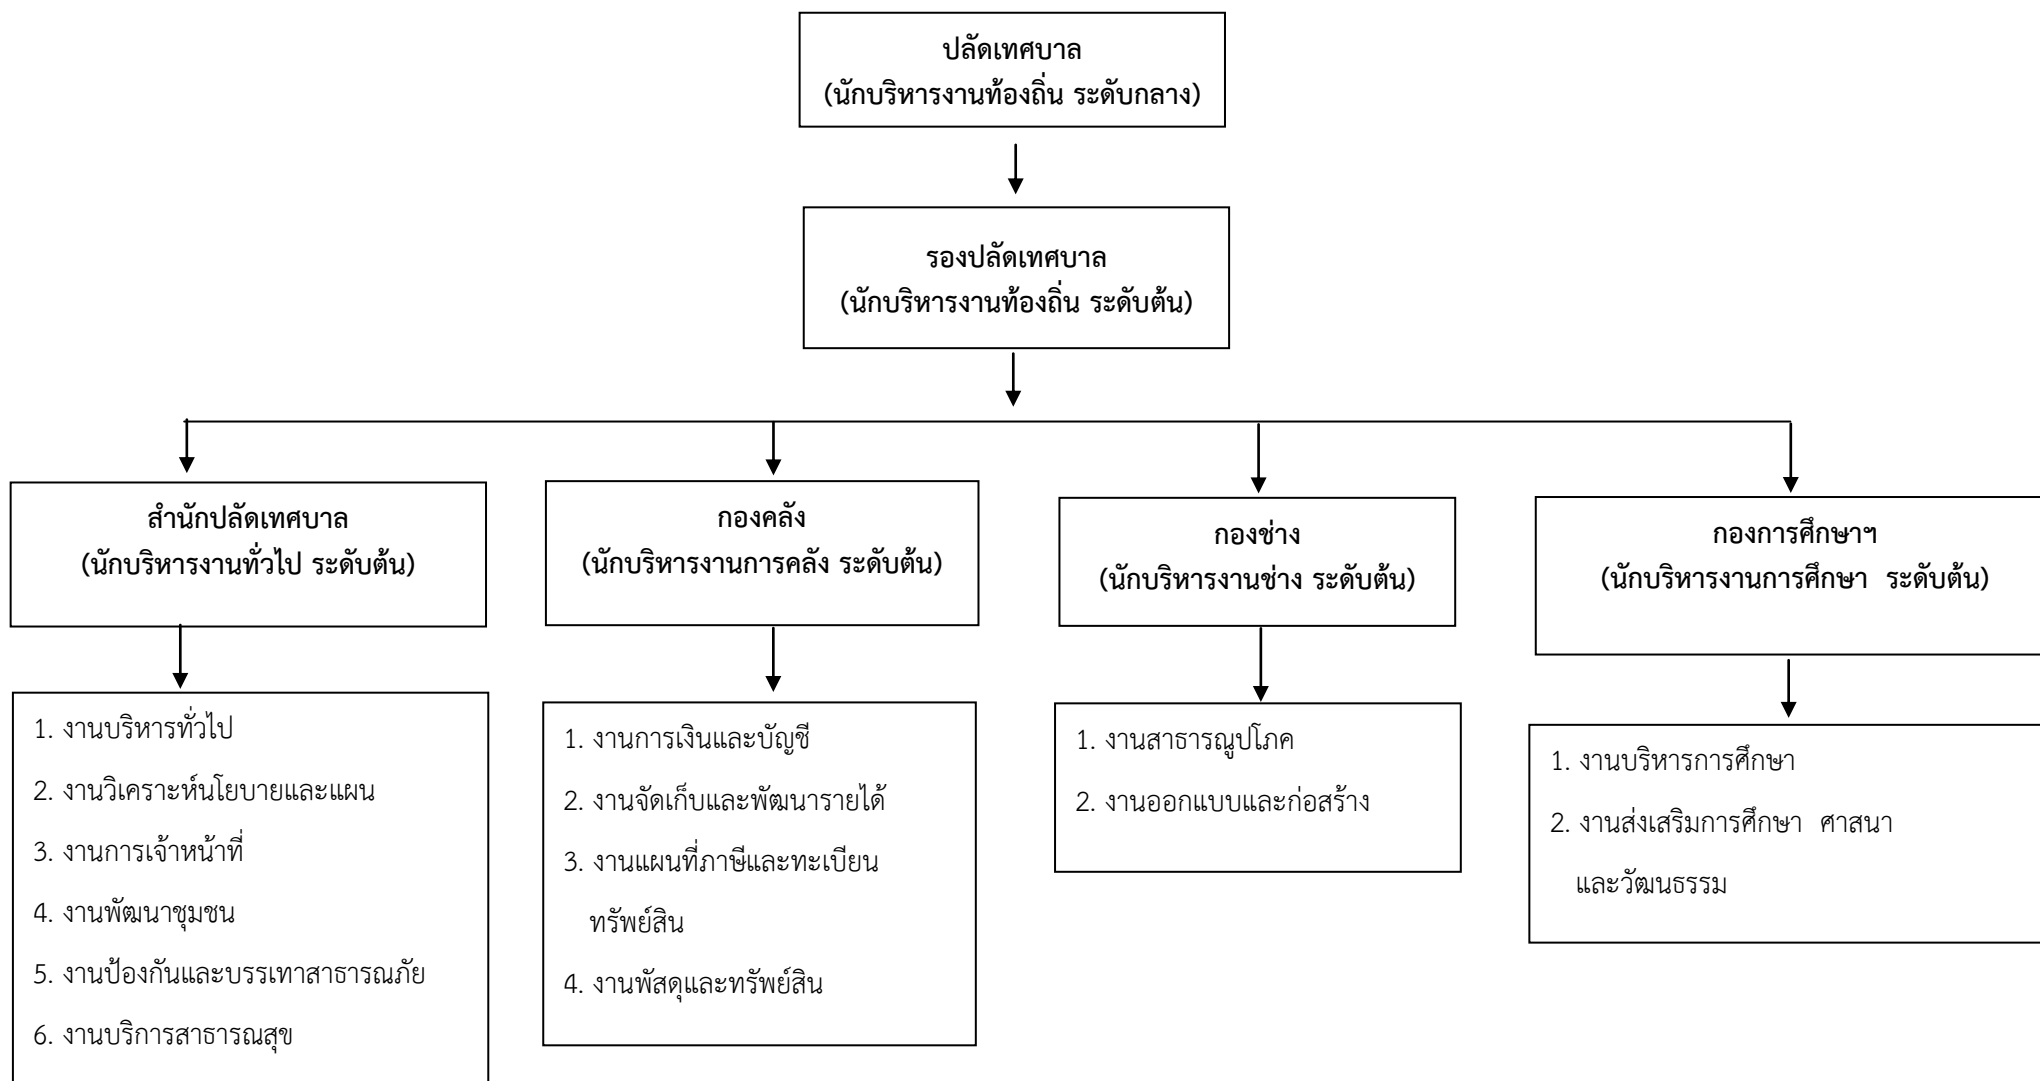 ปลัดเทศบาล
(นักบริหารงานท้องถิ่น ระดับกลาง)
รองปลัดเทศบาล
(นักบริหารงานท้องถิ่น ระดับต้น)
สำนักปลัดเทศบาล
(นักบริหารงานทั่วไป ระดับต้น)
กองคลัง
(นักบริหารงานการคลัง ระดับต้น)
กองช่าง
(นักบริหารงานช่าง ระดับต้น)
กองการศึกษาฯ
(นักบริหารงานการศึกษา ระดับต้น)
1. งานบริหารทั่วไป
2. งานวิเคราะห์นโยบายและแผน
3. งานการเจ้าหน้าที่
4. งานพัฒนาชุมชน
5. งานป้องกันและบรรเทาสาธารณภัย
6. งานบริการสาธารณสุข
1. งานการเงินและบัญชี
2. งานจัดเก็บและพัฒนารายได้
3. งานแผนที่ภาษีและทะเบียน
ทรัพย์สิน
4. งานพัสดุและทรัพย์สิน
1. งานสาธารณูปโภค
2. งานออกแบบและก่อสร้าง
1. งานบริหารการศึกษา
2. งานส่งเสริมการศึกษา ศาสนา
และวัฒนธรรม